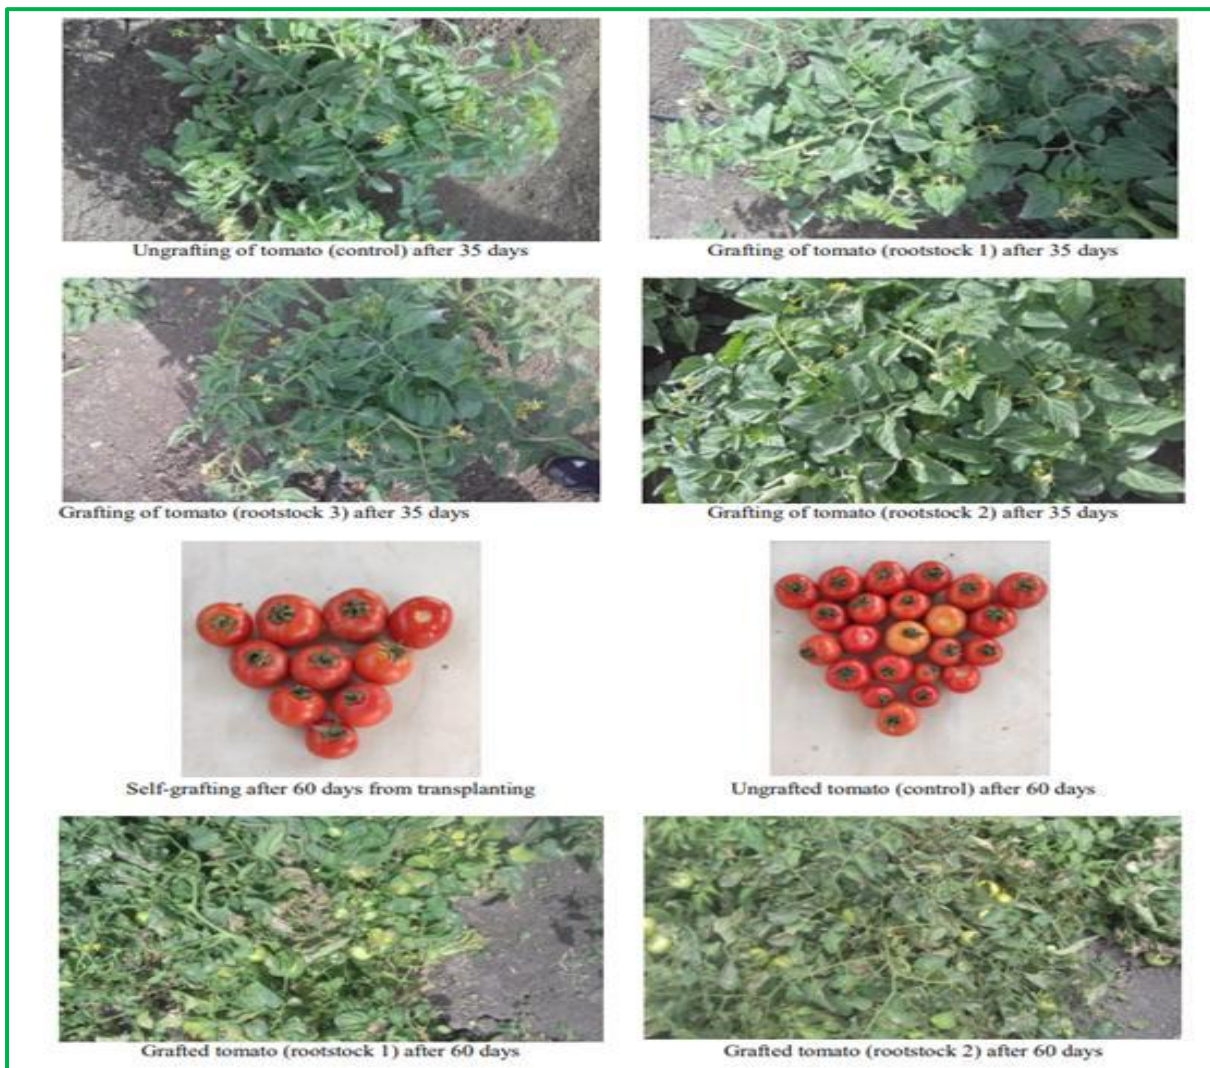 Ungrafting of tomato (control) after 35 days
Grafting of tomato (rootstock 1) after 35 days
Grafting of tomato (rootstock 3) after 35 days
Grafting of tomato (rootstock 2) after 35 days
Self-grafting after 60 days from transplanting
Ungrafted tomato (control) after 60 days
Grafted tomato (rootstock 1) after 60 days
Grafted tomato (rootstock 2) after 60 days